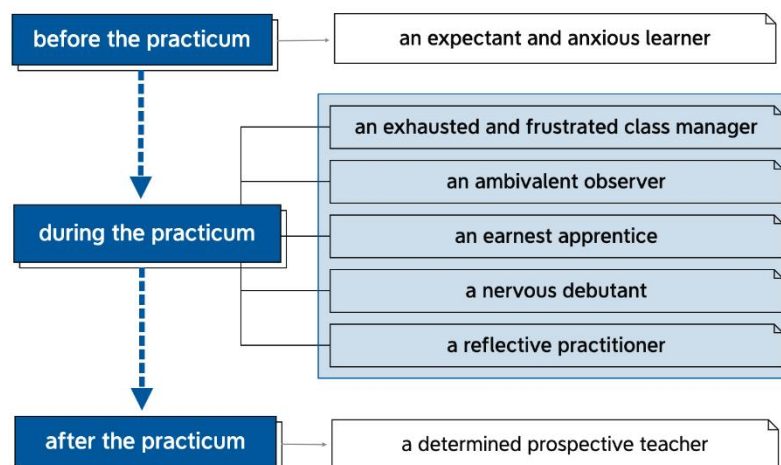 before the practicum
an expectant and anxious learner
during the practicum
an exhausted and frustrated class manager
an ambivalent observer
an earnest apprentice
a nervous debutant
a reflective practitioner
after the practicum
a determined prospective teacher